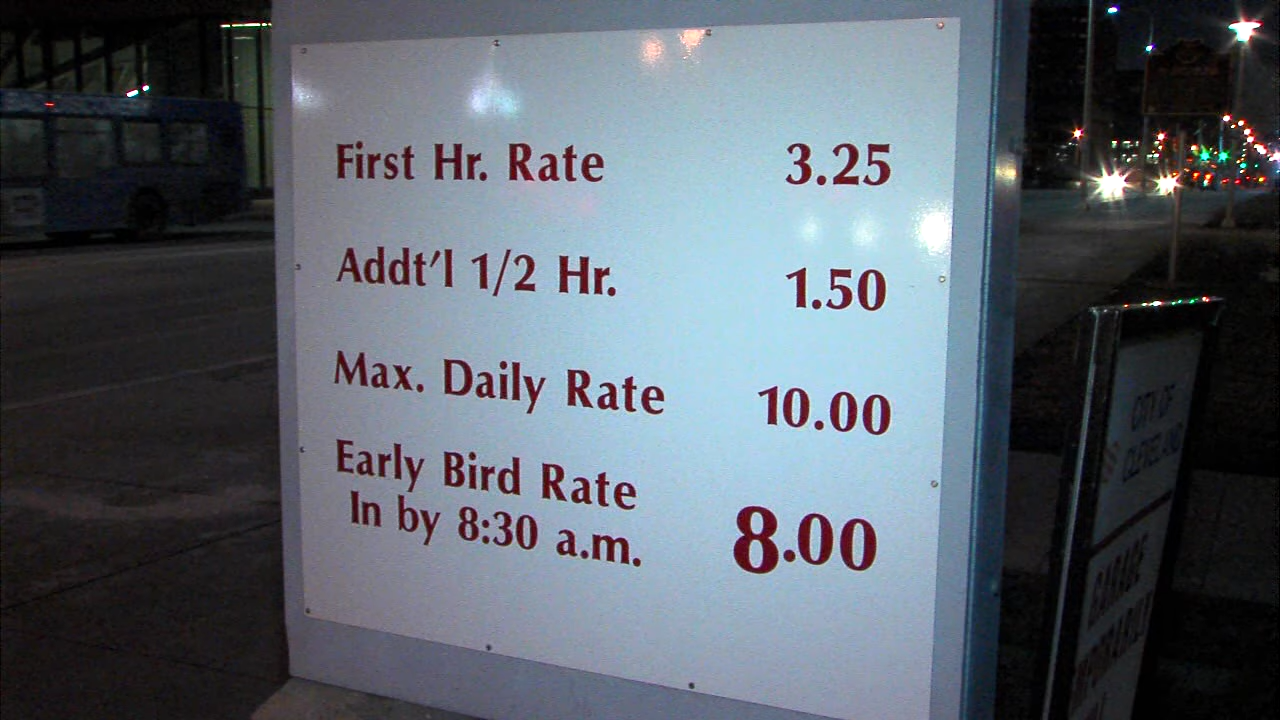 First Hr. Rate 3.25
Addt'l 1/2 Hr. 1.50
Max. Daily Rate 10.00
Early Bird Rate
In by 8:30 a.m. 8.00
CITY OF
CLEVELAND
GARAGE